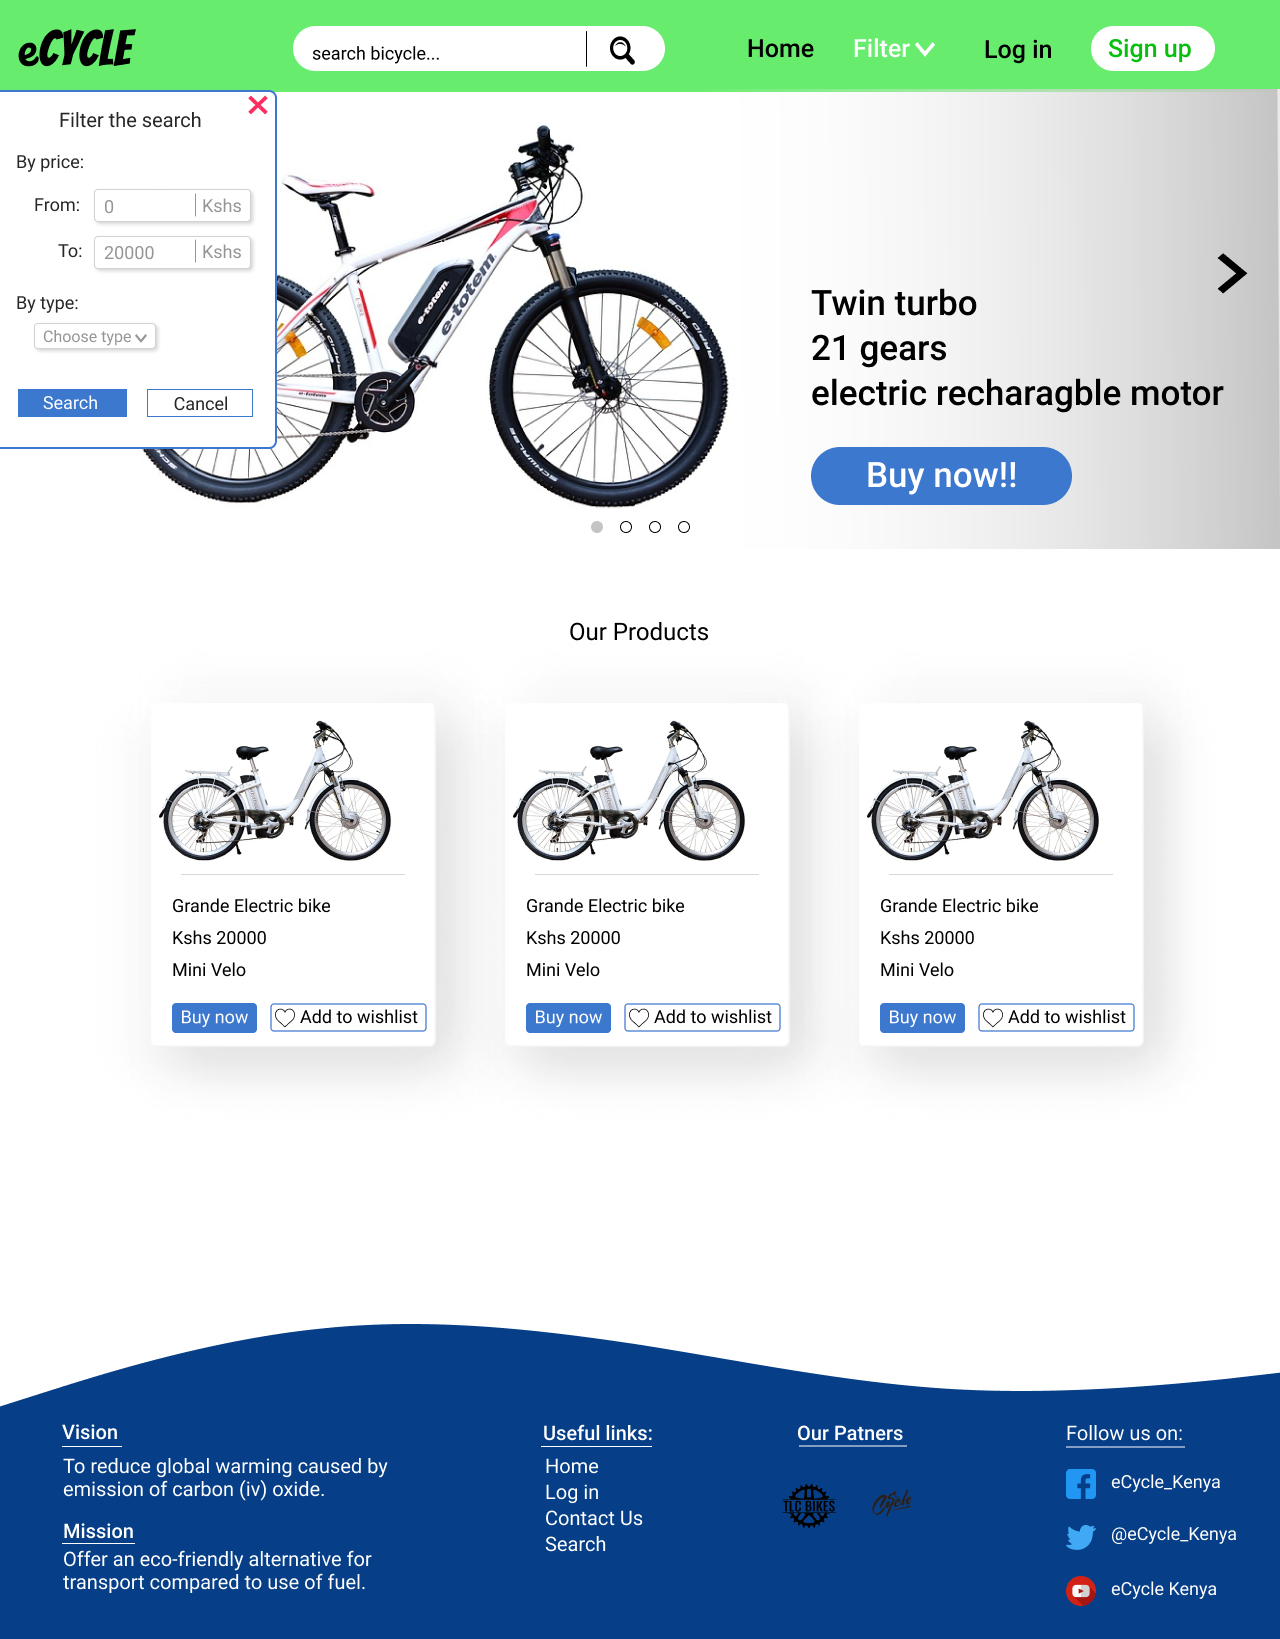 eCYCLE
search bicycle...
Home
Filter
Log in
Sign up
Filter the search
By price:
From:
0
Kshs
To:
20000
Kshs
By type:
Choose type
Search
Cancel
e-totem
e-totem
SCHWALBE
RAPID ROB
Twin turbo
21 gears
electric recharagble motor
Buy now!!
Our Products
Grande Electric bike
Kshs 20000
Mini Velo
Buy now
Add to wishlist
Grande Electric bike
Kshs 20000
Mini Velo
Buy now
Add to wishlist
Grande Electric bike
Kshs 20000
Mini Velo
Buy now
Add to wishlist
Vision
To reduce global warming caused by
emission of carbon (iv) oxide.
Mission
Offer an eco-friendly alternative for
transport compared to use of fuel.
Useful links:
Home
Log in
Contact Us
Search
Our Patners
TLC BIKES
Cycle
Follow us on:
eCycle_Kenya
@eCycle_Kenya
eCycle Kenya